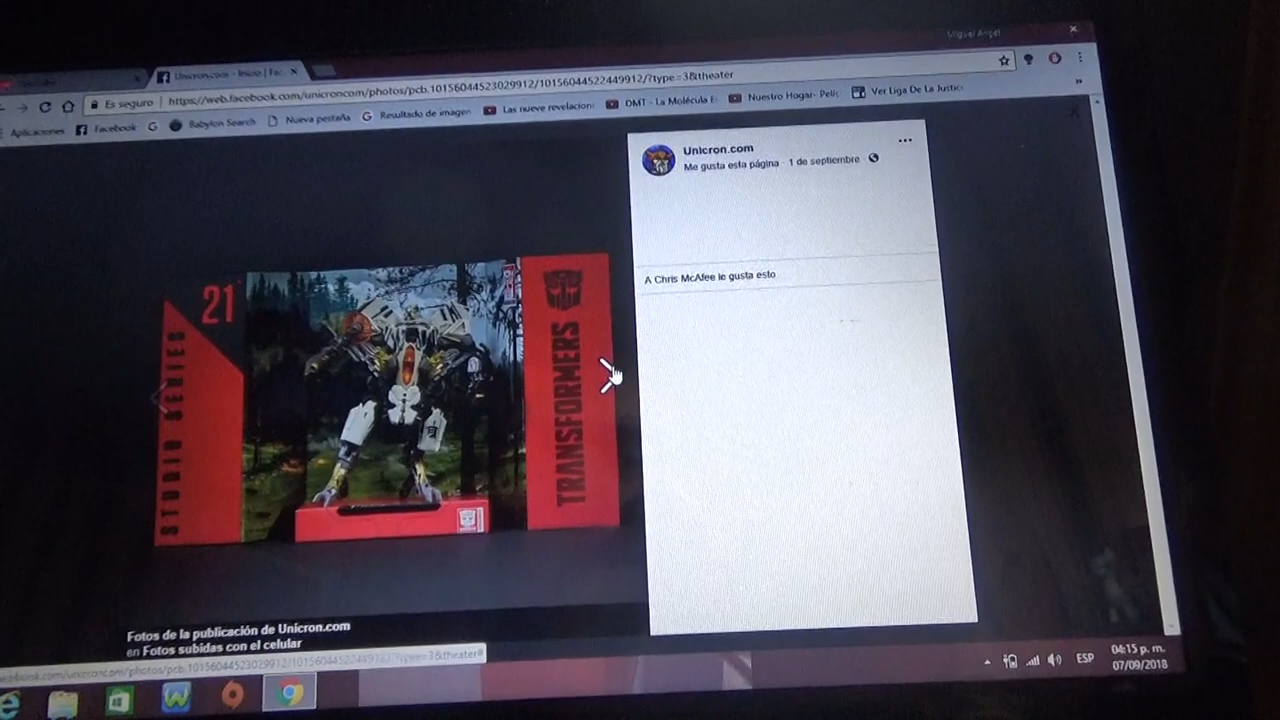 Miguel Angel
Unicron.com - Inicio | Fac
Es seguro
https://web.facebook.com/unicroncom/photos/pcb.10156044523029912/10156044522449912/?type=3&theater
Aplicaciones
Facebook
Babylon Search
Nueva pestaña
Resultado de imagen
Las nueve revelacion
DMT - La Molécula E
Nuestro Hogar- Pelíc
Ver Liga De La Justic
Unicron.com
Me gusta esta página · 1 de septiembre ·
A Chris McAfee le gusta esto
21
STUDIO SERIES
TRANSFORMERS
Fotos de la publicación de Unicron.com
en Fotos subidas con el celular
ESP
04:15 p. m.
07/09/2018